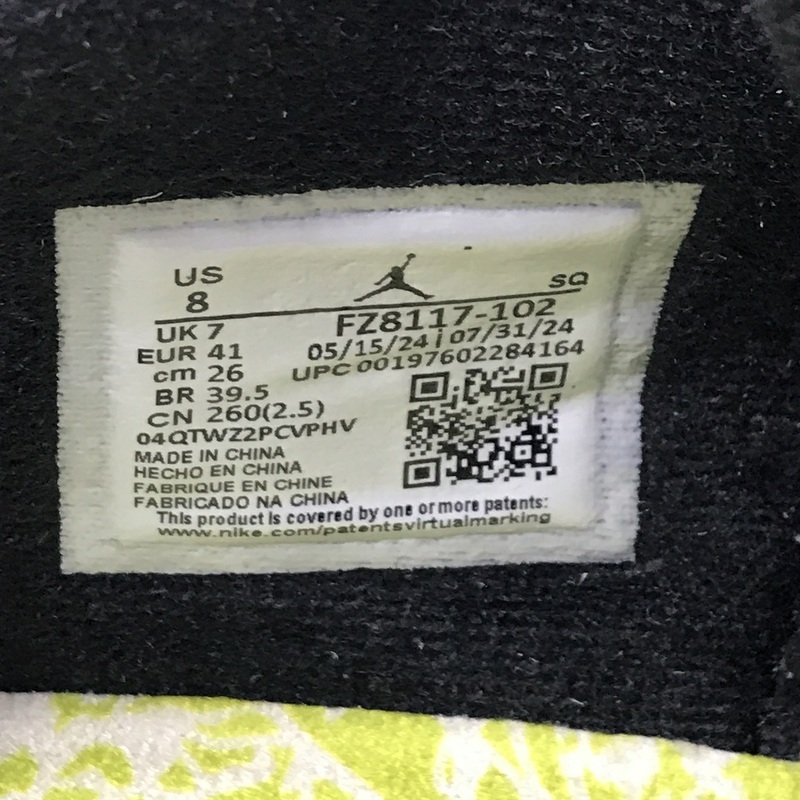 US
8
SQ
UK 7
EUR 41
cm 26
BR 39.5
CN 260(2.5)
FZ8117-102
05/15/24 | 07/31/24
UPC 00197602284164
04QTWZ2PCVPHV
MADE IN CHINA
HECHO EN CHINA
FABRIQUE EN CHINE
FABRICADO NA CHINA
This product is covered by one or more patents:
www.nike.com/patentsvirtualmarking